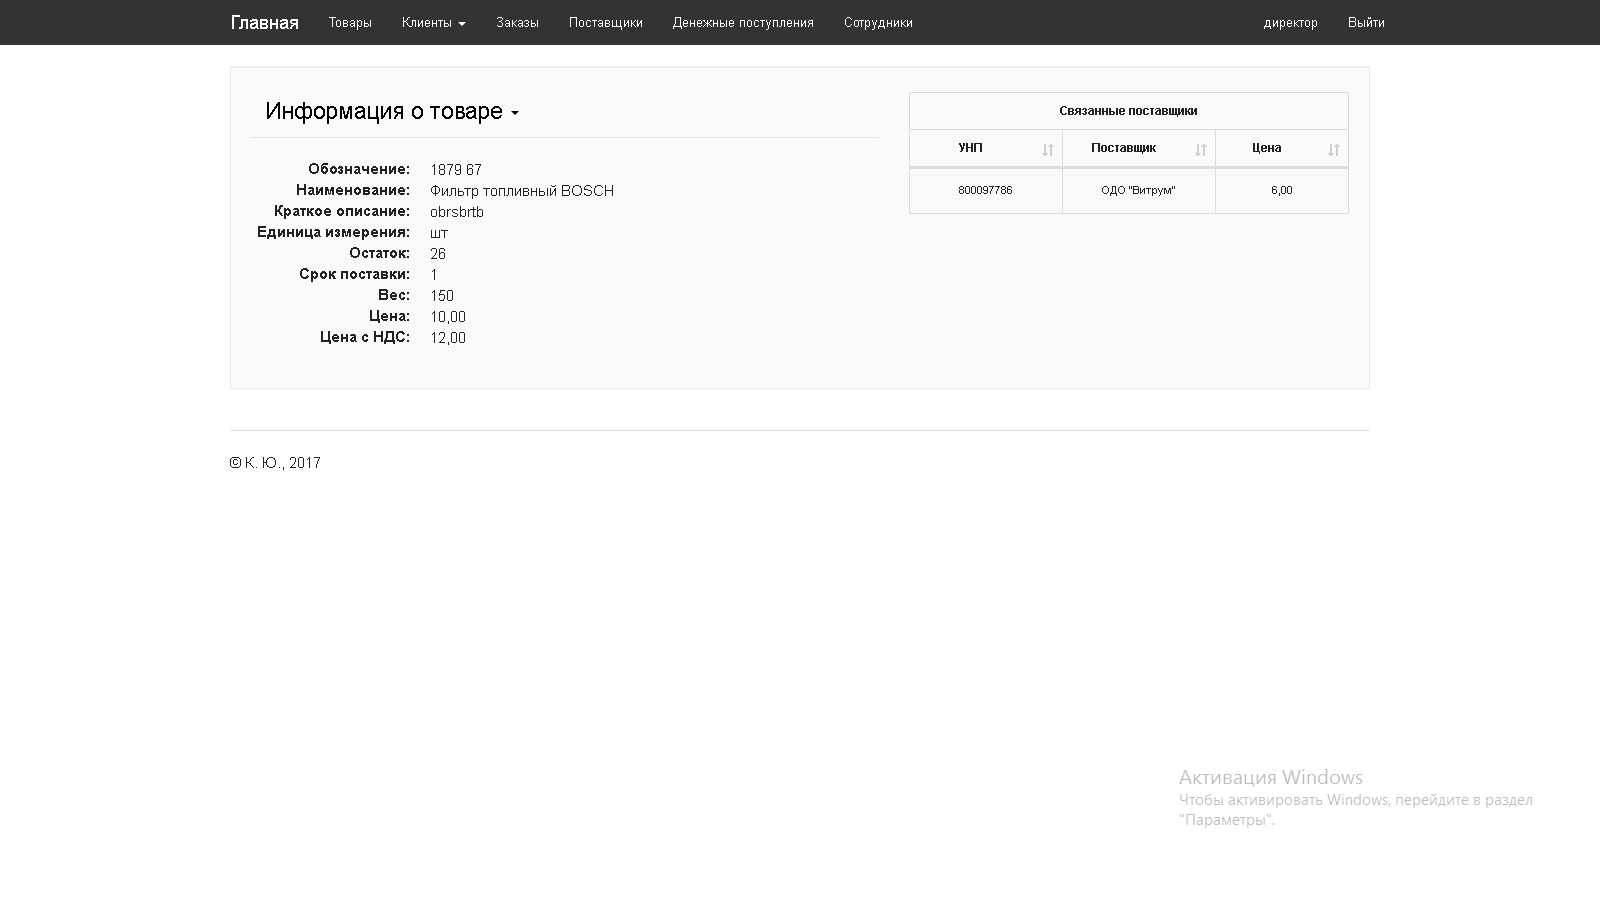 Главная Товары Клиенты Заказы Поставщики Денежные поступления Сотрудники директор Выйти
Информация о товаре
Обозначение: 1879 67
Наименование: Фильтр топливный BOSCH
Краткое описание: obrsbrtb
Единица измерения: шт
Остаток: 26
Срок поставки: 1
Вес: 150
Цена: 10,00
Цена с НДС: 12,00
Связанные поставщики
УНП Поставщик Цена
800097786 ОДО "Витрум" 6,00
© К. Ю., 2017
Активация Windows
Чтобы активировать Windows, перейдите в раздел
"Параметры".